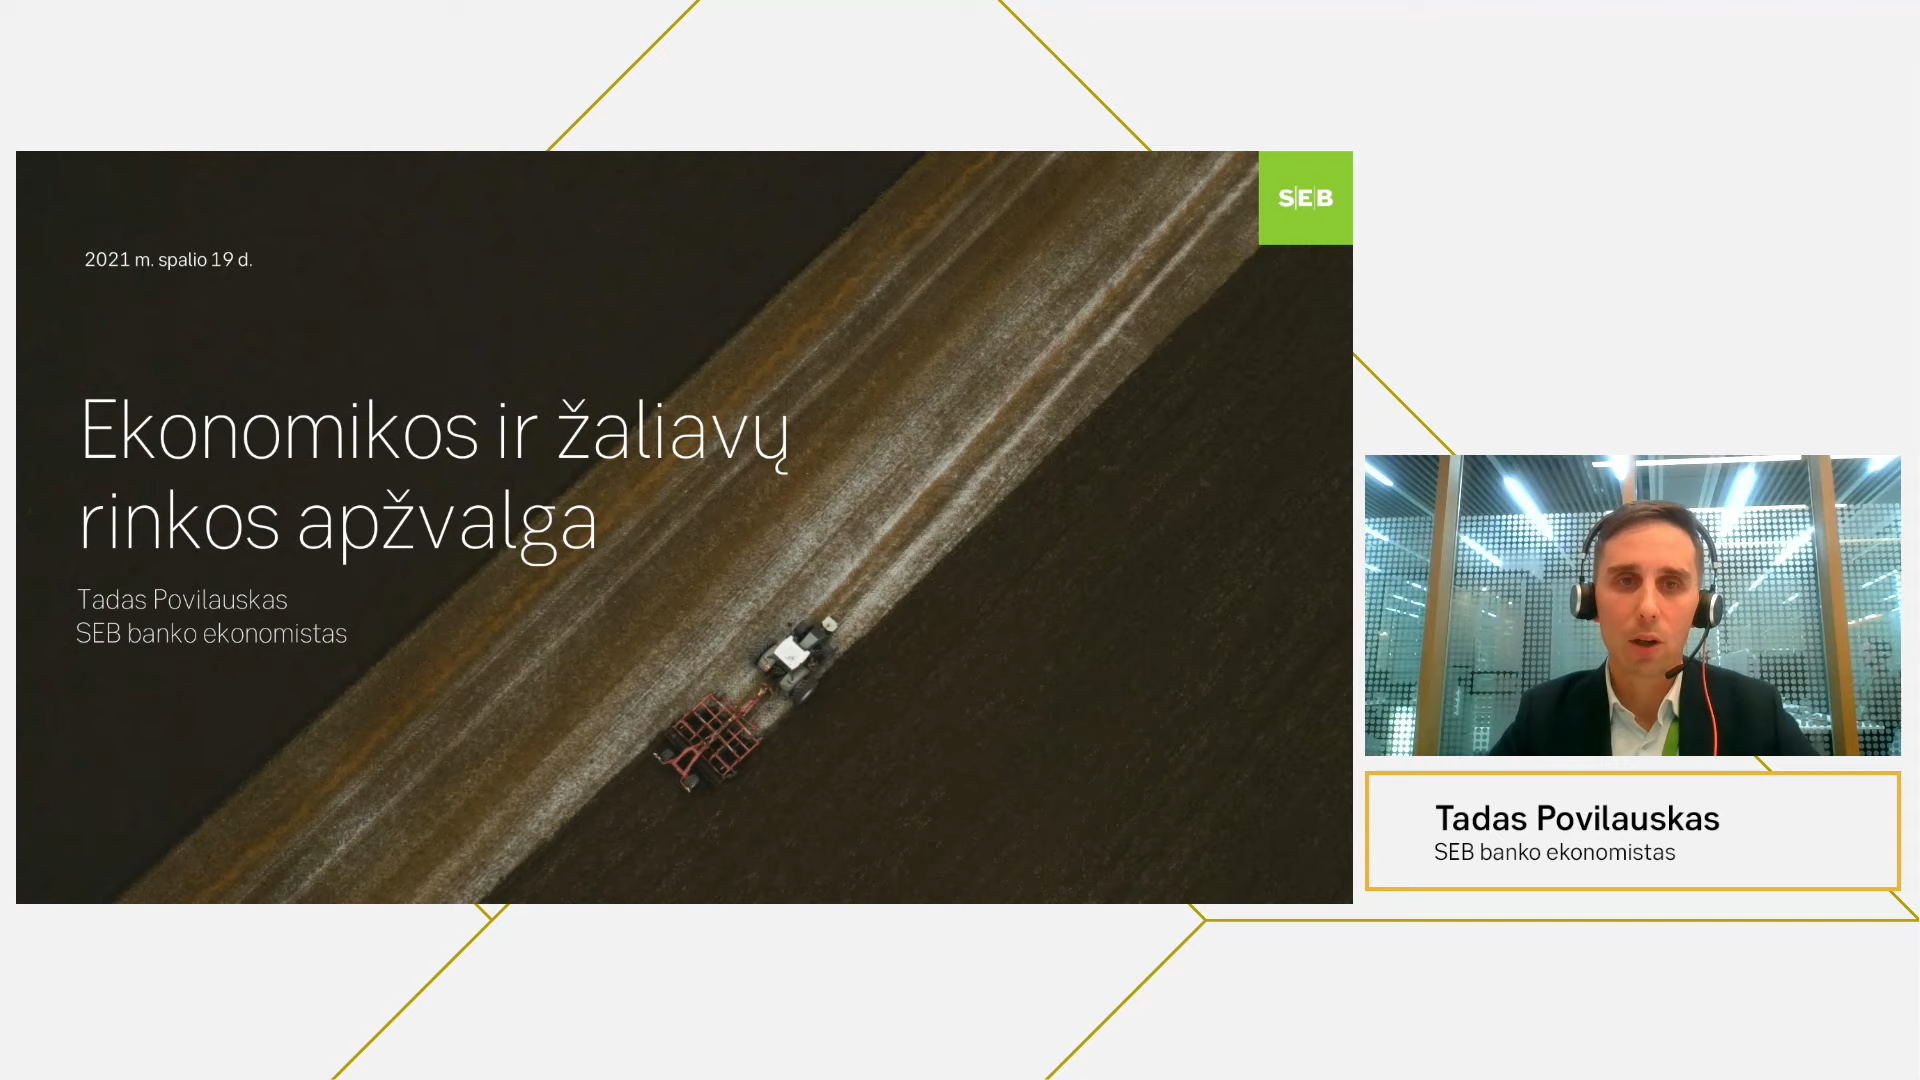 SEB
2021 m. spalio 19 d.
Ekonomikos ir žaliavų
rinkos apžvalga
Tadas Povilauskas
SEB banko ekonomistas
Tadas Povilauskas
SEB banko ekonomistas